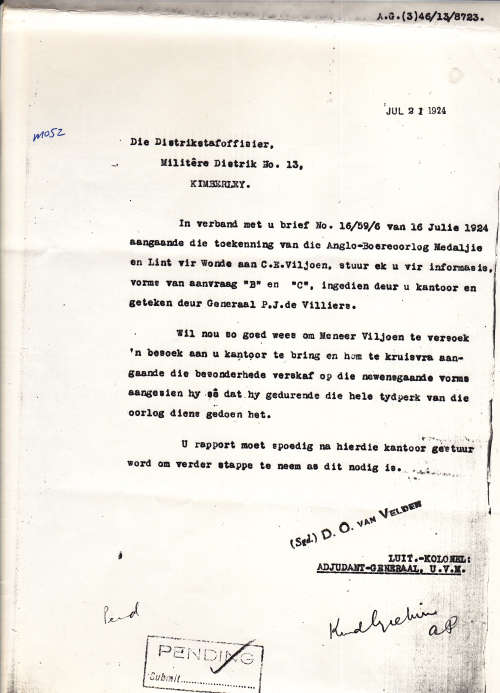 A.G.(3)46/13/8723.
JUL 21 1924
m052
Die Distrikstafoffisier,
Militêre Distrik No. 13,
KIMBERLEY.
In verband met u brief No. 16/59/6 van 16 Julie 1924
aangaande die toekenning van die Anglo-Boereoorlog Medaljie
en Lint vir Wonde aan C.E.Viljoen, stuur ek u vir informasie,
vorms van aanvraag "B" en "C", ingedien deur u kantoor en
geteken deur Generaal P.J.de Villiers.
Wil nou so goed wees om Meneer Viljoen te versoek
'n besoek aan u kantoor te bring en hom te kruisvra aan-
gaande die besonderhede verskaf op die newensgaande vorms
aangesien hy sê dat hy gedurende die hele tydperk van die
oorlog diens gedoen het.
U rapport moet spoedig na hierdie kantoor gestuur
word om verder stappe te neem as dit nodig is.
(Sgd.) D. O. VAN VELDEN
LUIT.-KOLONEL:
ADJUDANT-GENERAAL, U.V.M.
Pend
PENDING
Submit